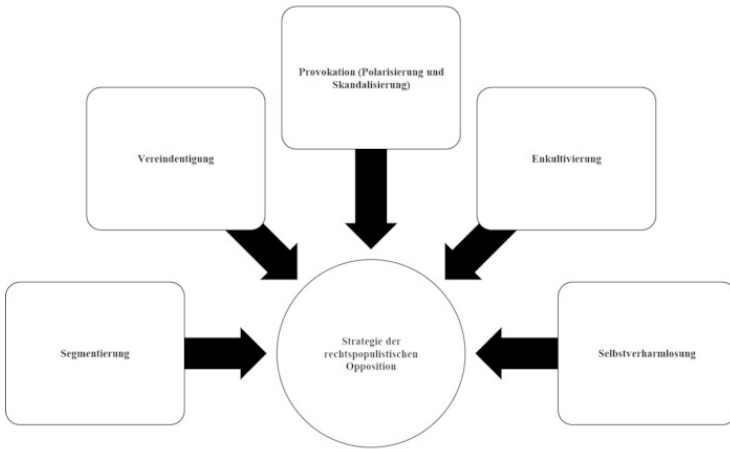 Provokation (Polarisierung und
Skandalisierung)
Vereindeutigung
Enkultivierung
Segmentierung
Strategie der
rechtspopulistischen
Opposition
Selbstverharmlosung